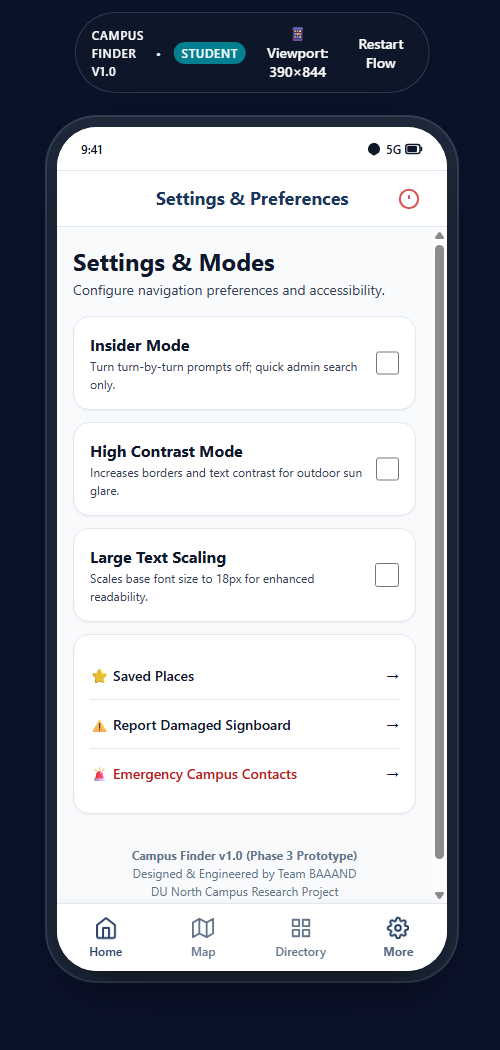 CAMPUS
FINDER
V1.0
•
STUDENT
Viewport:
390×844
Restart
Flow
9:41
5G
Settings & Preferences
Settings & Modes
Configure navigation preferences and accessibility.
Insider Mode
Turn turn-by-turn prompts off; quick admin search
only.
High Contrast Mode
Increases borders and text contrast for outdoor sun
glare.
Large Text Scaling
Scales base font size to 18px for enhanced
readability.
Saved Places →
Report Damaged Signboard →
Emergency Campus Contacts →
Campus Finder v1.0 (Phase 3 Prototype)
Designed & Engineered by Team BAAAND
DU North Campus Research Project
Home Map Directory More